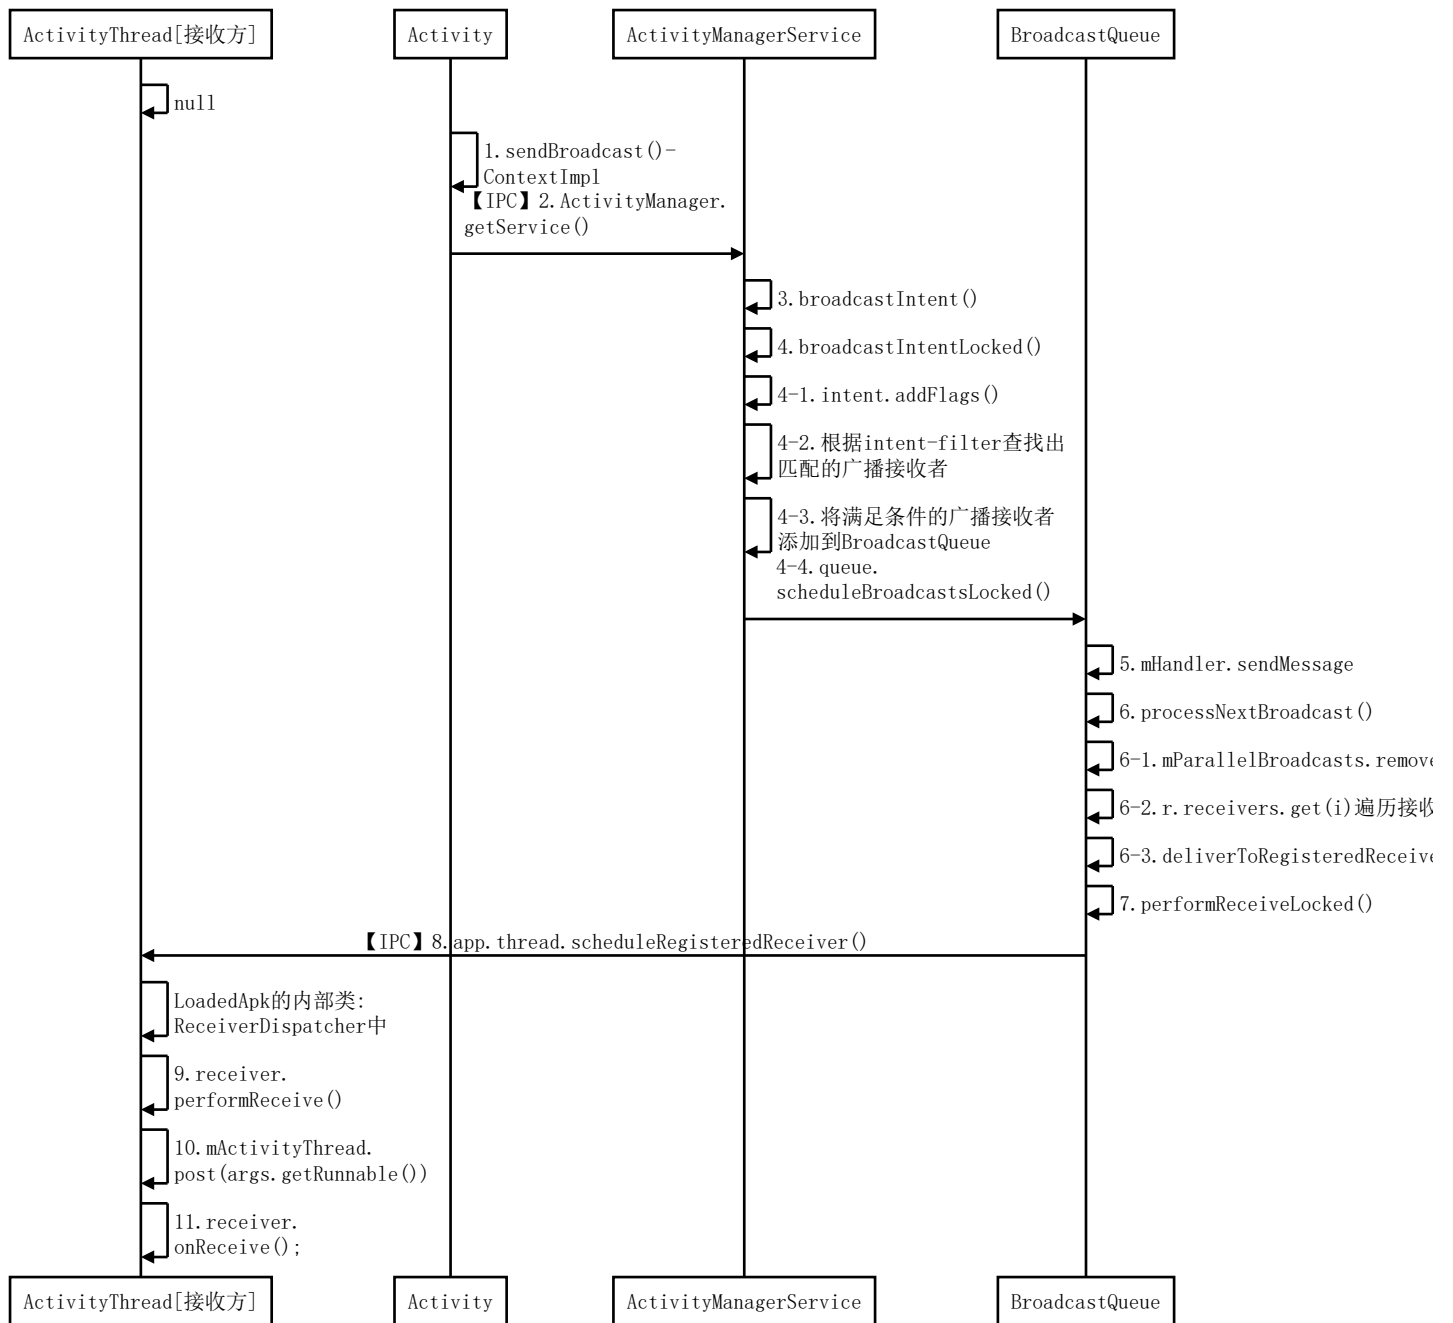 ActivityThread[接收方]
Activity
ActivityManagerService
BroadcastQueue
null
1.sendBroadcast()-
ContextImpl
【IPC】2.ActivityManager.
getService()
3.broadcastIntent()
4.broadcastIntentLocked()
4-1.intent.addFlags()
4-2.根据intent-filter查找出
匹配的广播接收者
4-3.将满足条件的广播接收者
添加到BroadcastQueue
4-4.queue.
scheduleBroadcastsLocked()
5.mHandler.sendMessage
6.processNextBroadcast()
6-1.mParallelBroadcasts.remove
6-2.r.receivers.get(i)遍历接收
6-3.deliverToRegisteredReceive
7.performReceiveLocked()
【IPC】8.app.thread.scheduleRegisteredReceiver()
LoadedApk的内部类:
ReceiverDispatcher中
9.receiver.
performReceive()
10.mActivityThread.
post(args.getRunnable())
11.receiver.
onReceive();
ActivityThread[接收方]
Activity
ActivityManagerService
BroadcastQueue